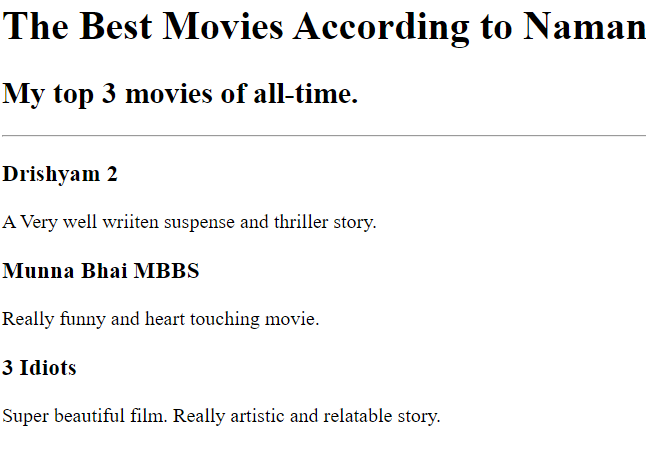 The Best Movies According to Naman
My top 3 movies of all-time.
Drishyam 2
A Very well wriiten suspense and thriller story.
Munna Bhai MBBS
Really funny and heart touching movie.
3 Idiots
Super beautiful film. Really artistic and relatable story.